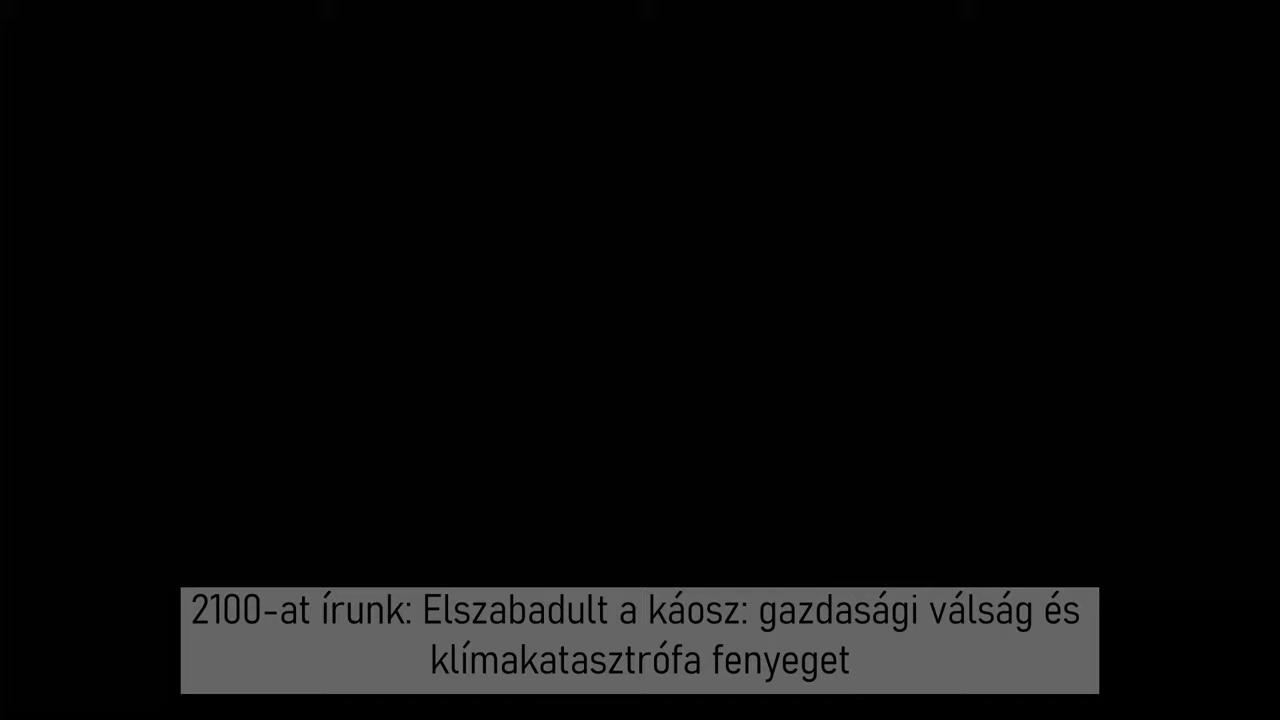 2100-at írunk: Elszabadult a káosz: gazdasági válság és
klímakatasztrófa fenyeget